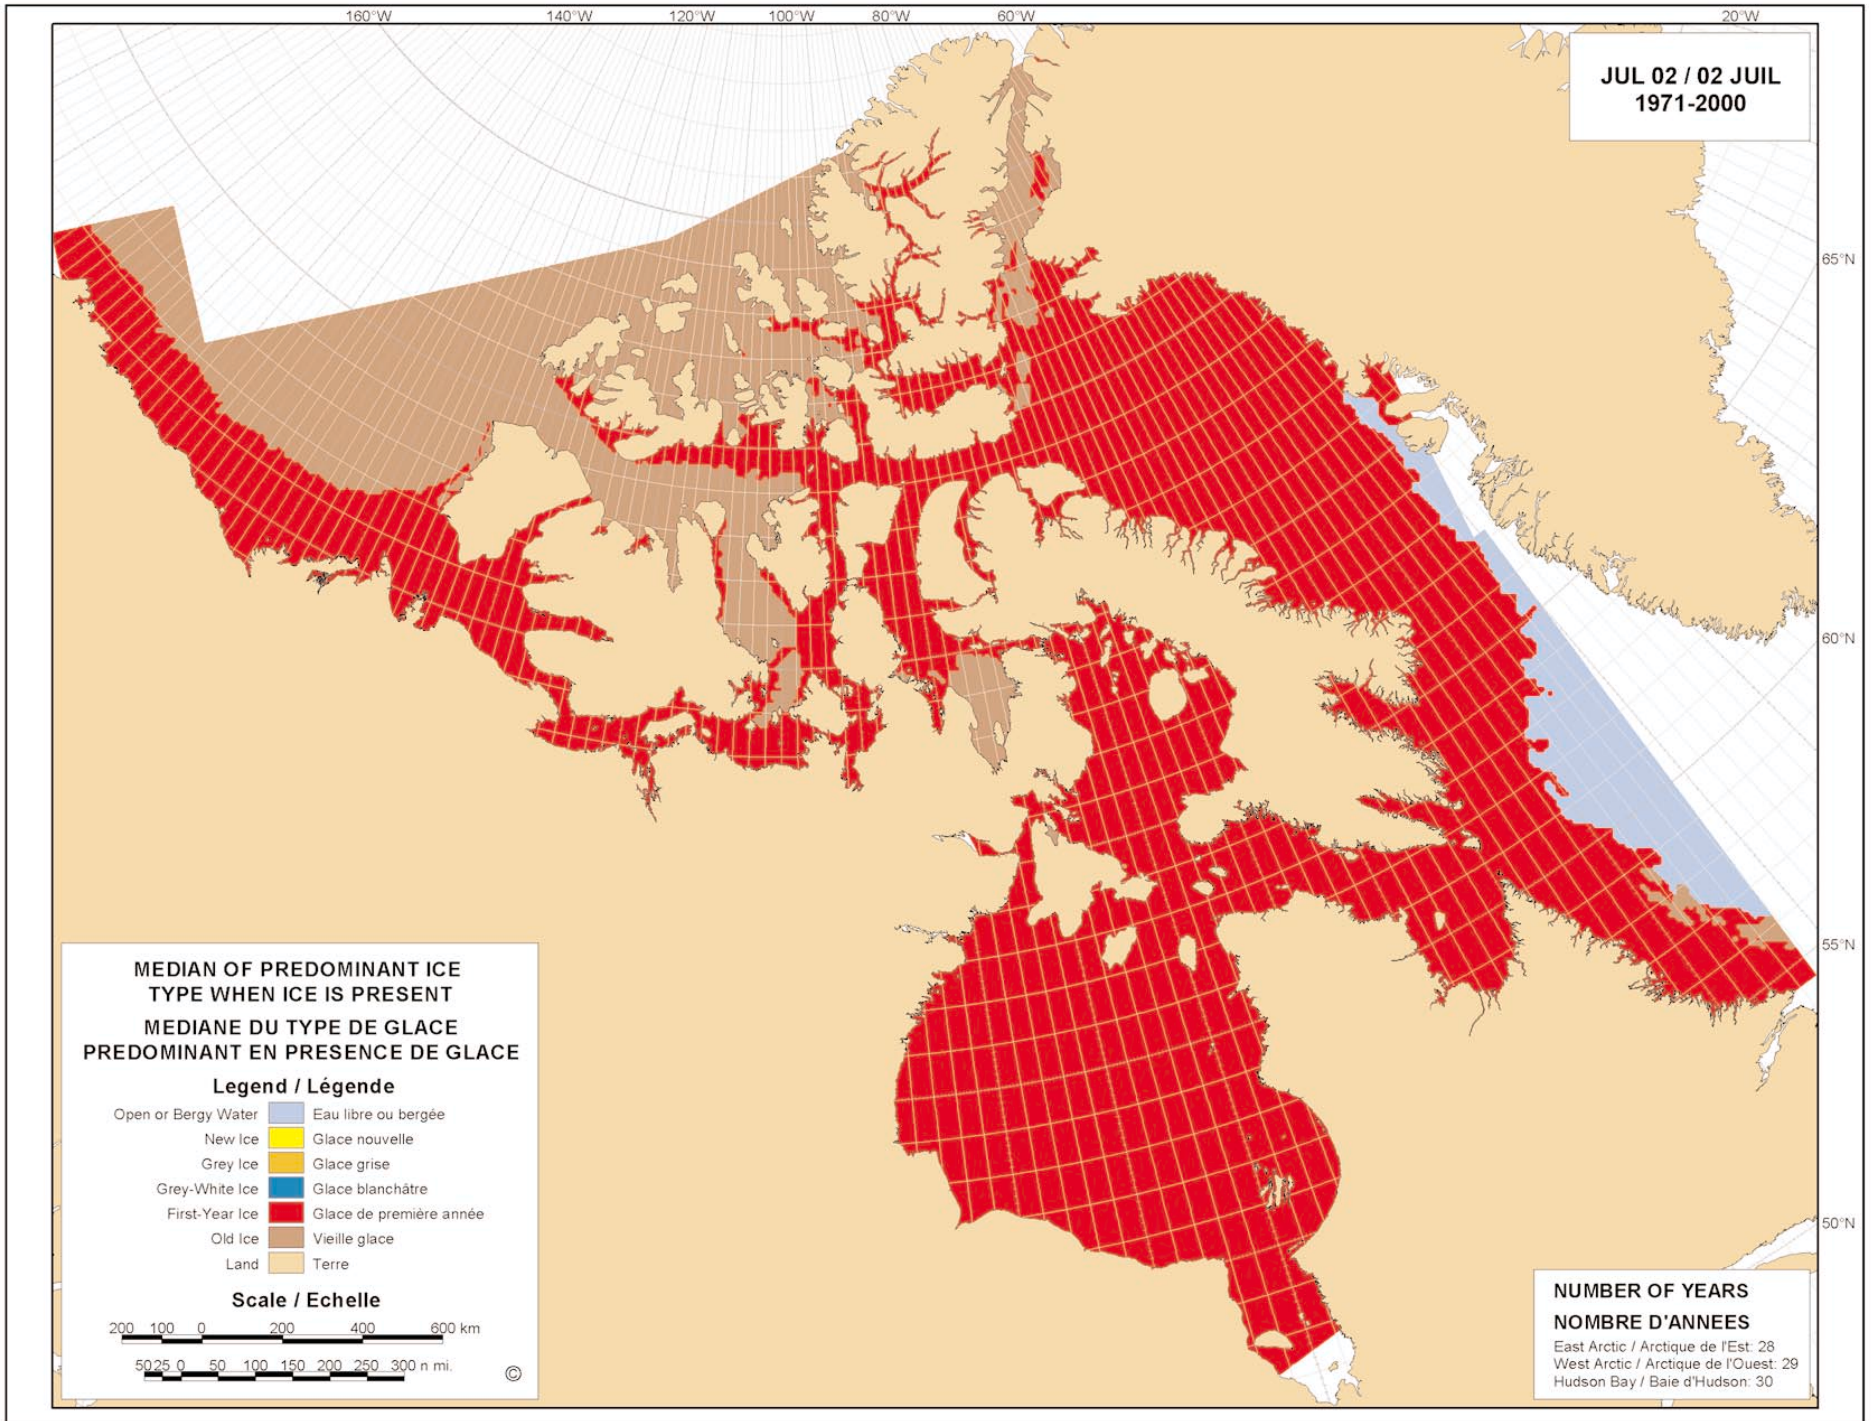 160°W 140°W 120°W 100°W 80°W 60°W 20°W
JUL 02 / 02 JUIL
1971-2000
65°N
60°N
55°N
50°N
MEDIAN OF PREDOMINANT ICE
TYPE WHEN ICE IS PRESENT
MEDIANE DU TYPE DE GLACE
PREDOMINANT EN PRESENCE DE GLACE
Legend / Légende
Open or Bergy Water Eau libre ou bergée
New Ice Glace nouvelle
Grey Ice Glace grise
Grey-White Ice Glace blanchâtre
First-Year Ice Glace de première année
Old Ice Vieille glace
Land Terre
Scale / Echelle
200 100 0 200 400 600 km
50 25 0 50 100 150 200 250 300 n mi.
©
NUMBER OF YEARS
NOMBRE D'ANNEES
East Arctic / Arctique de l'Est: 28
West Arctic / Arctique de l'Ouest: 29
Hudson Bay / Baie d'Hudson: 30